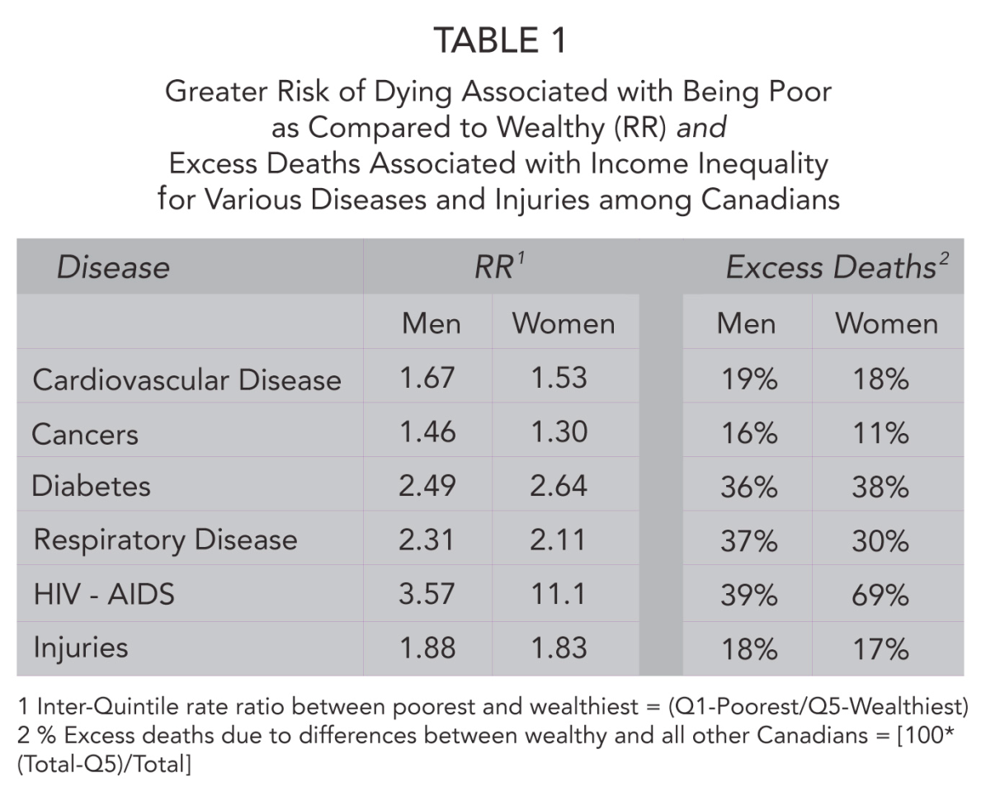 TABLE 1
Greater Risk of Dying Associated with Being Poor
as Compared to Wealthy (RR) and
Excess Deaths Associated with Income Inequality
for Various Diseases and Injuries among Canadians
Disease RR1 Excess Deaths2
Men Women Men Women
Cardiovascular Disease 1.67 1.53 19% 18%
Cancers 1.46 1.30 16% 11%
Diabetes 2.49 2.64 36% 38%
Respiratory Disease 2.31 2.11 37% 30%
HIV - AIDS 3.57 11.1 39% 69%
Injuries 1.88 1.83 18% 17%
1 Inter-Quintile rate ratio between poorest and wealthiest = (Q1-Poorest/Q5-Wealthiest)
2 % Excess deaths due to differences between wealthy and all other Canadians = [100*
(Total-Q5)/Total]